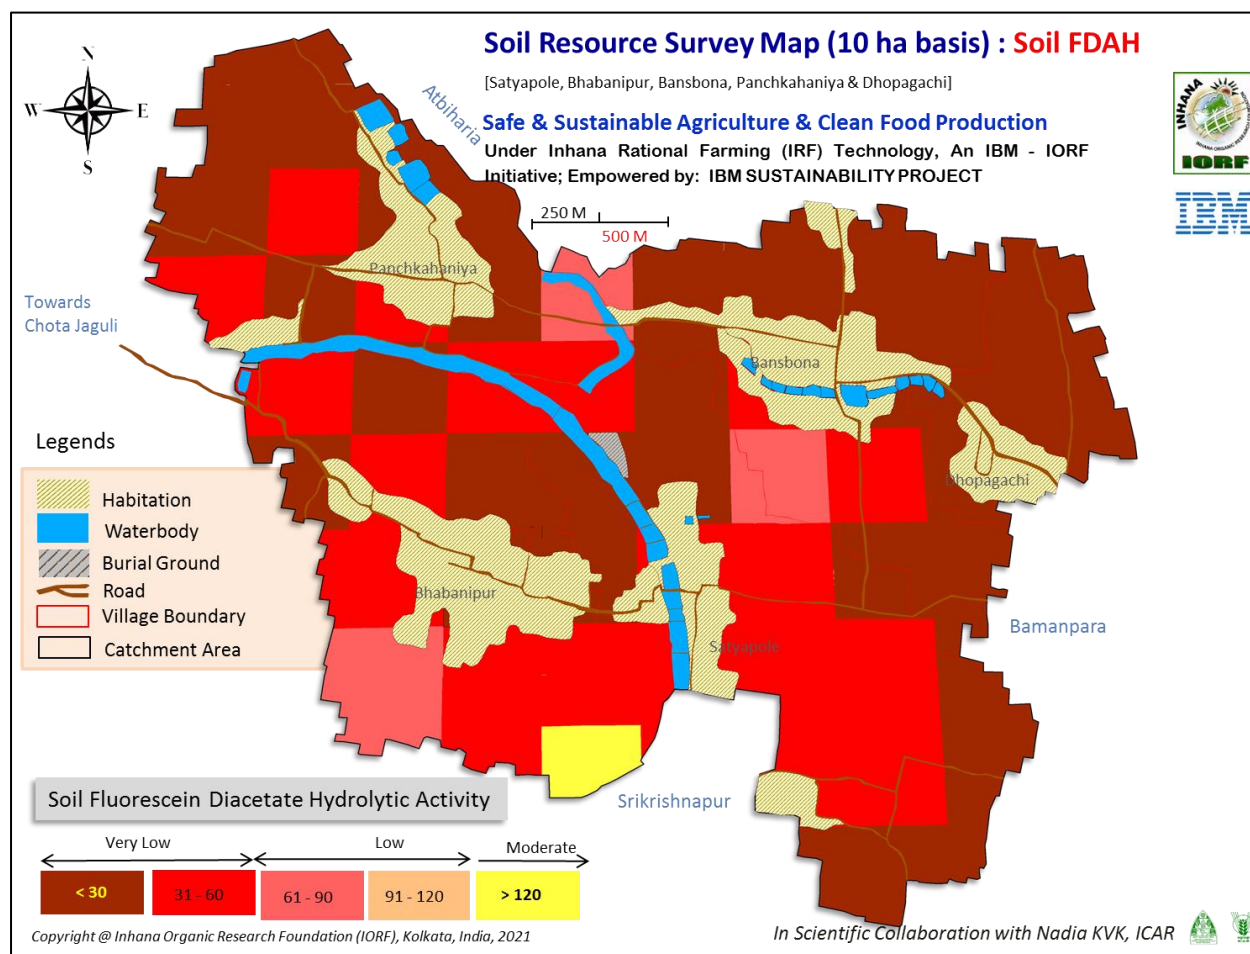 Soil Resource Survey Map (10 ha basis) : Soil FDAH
[Satyapole, Bhabanipur, Bansbona, Panchkahaniya & Dhopagachi]
Safe & Sustainable Agriculture & Clean Food Production
Under Inhana Rational Farming (IRF) Technology, An IBM - IORF
Initiative; Empowered by: IBM SUSTAINABILITY PROJECT
N
W E
S
Atbiharia
INHANA
IORF
IBM
250 M
500 M
Panchkahaniya
Towards
Chota Jaguli
Bansbona
Dhopagachi
Bhabanipur
Satyapole
Bamanpara
Srikrishnapur
Legends
Habitation
Waterbody
Burial Ground
Road
Village Boundary
Catchment Area
Soil Fluorescein Diacetate Hydrolytic Activity
Very Low Low Moderate
< 30 31 - 60 61 - 90 91 - 120 > 120
Copyright @ Inhana Organic Research Foundation (IORF), Kolkata, India, 2021
In Scientific Collaboration with Nadia KVK, ICAR